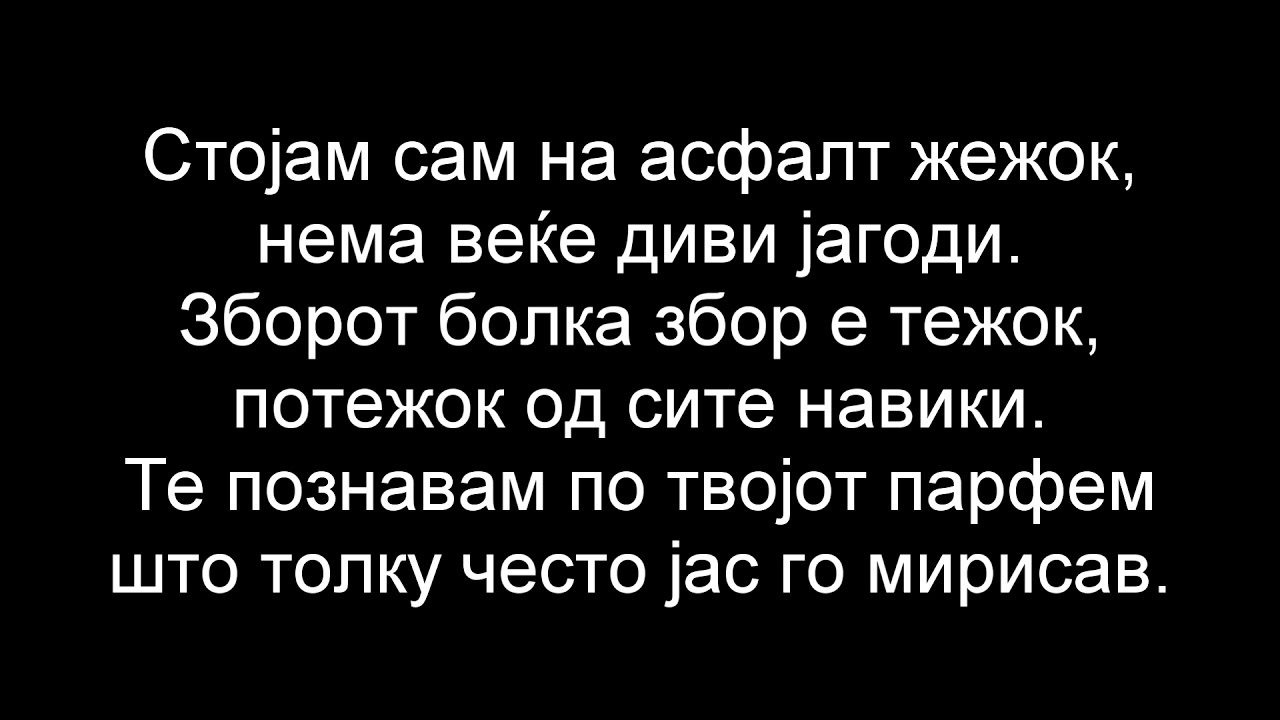 Стојам сам на асфалт жежок,
нема веќе диви јагоди.
Зборот болка збор е тежок,
потежок од сите навики.
Те познавам по твојот парфем
што толку често јас го мирисав.